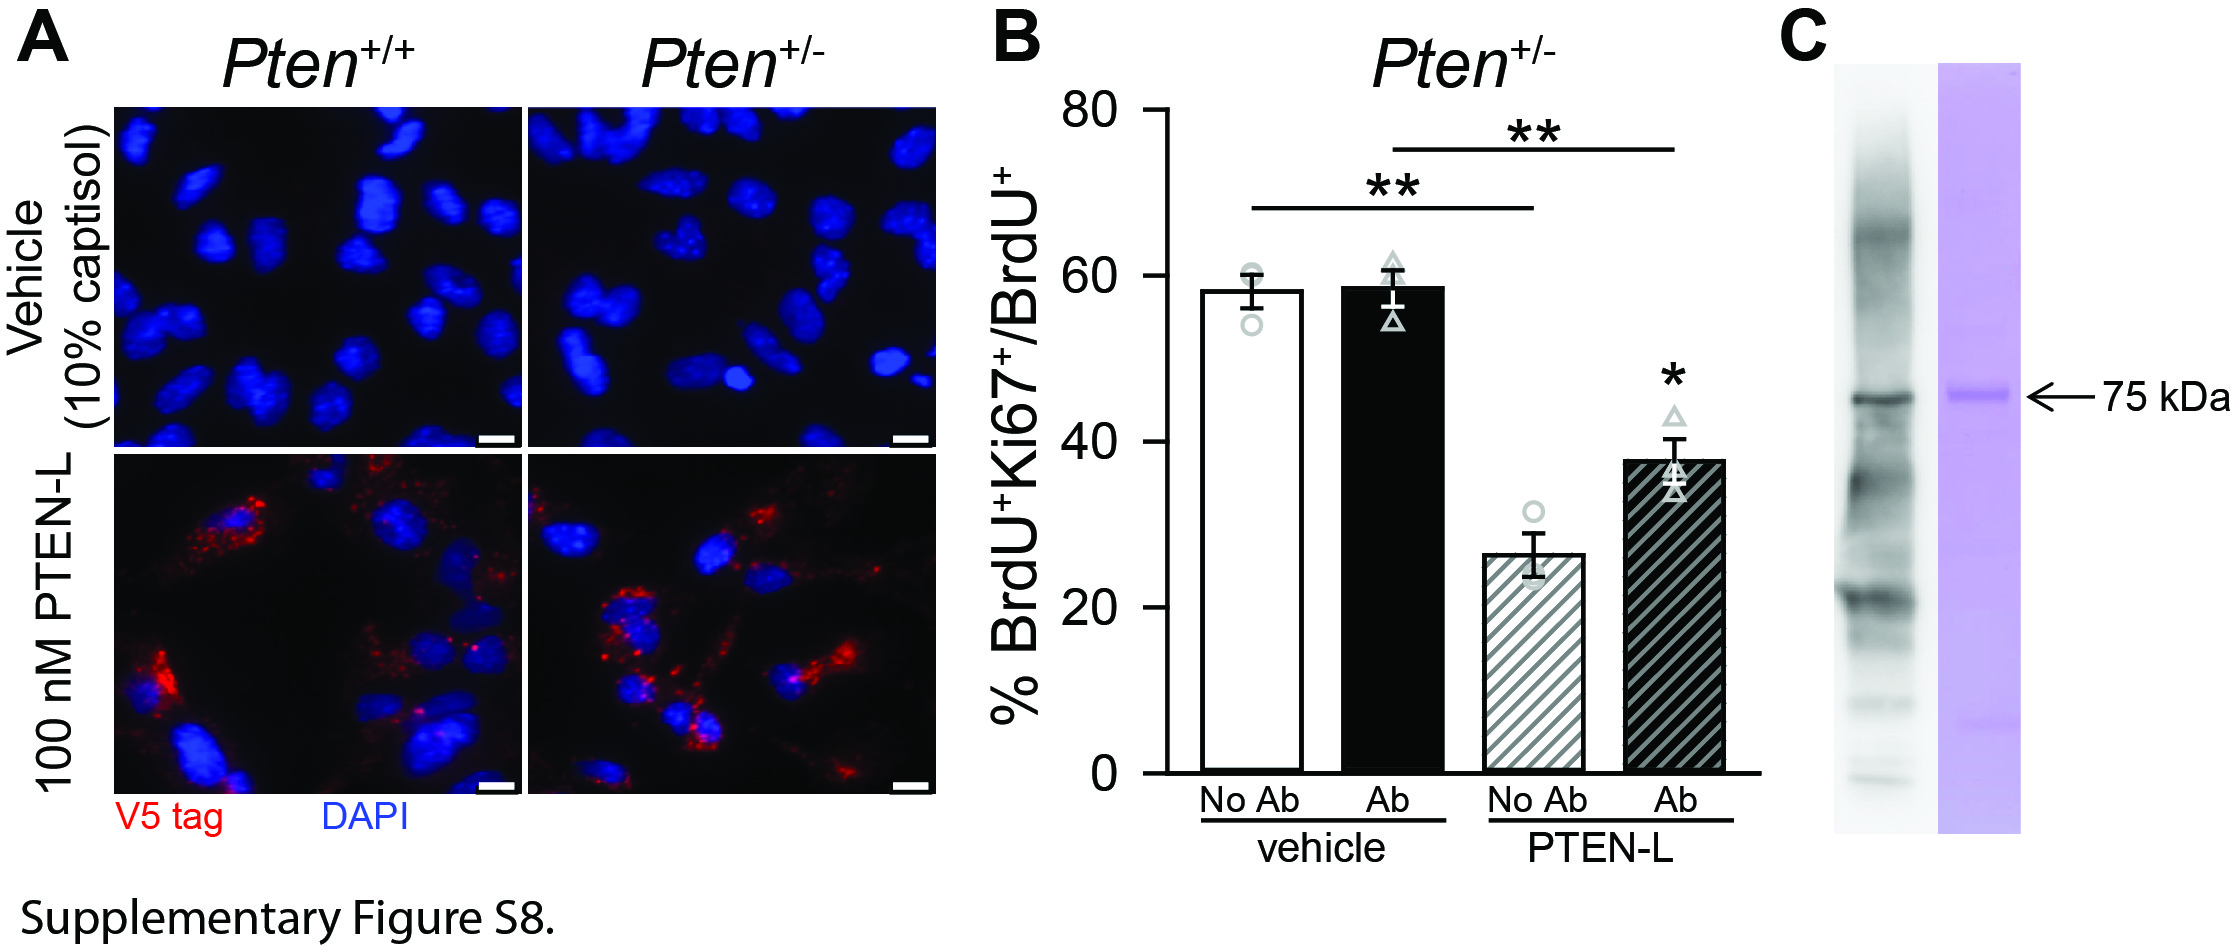 A
Pten+/+
Pten+/-
Vehicle
(10% captisol)
100 nM PTEN-L
V5 tag
DAPI
B
Pten+/-
% BrdU+Ki67+/BrdU+
80
60
40
20
0
**
**
*
No Ab
Ab
No Ab
Ab
vehicle
PTEN-L
C
75 kDa
Supplementary Figure S8.